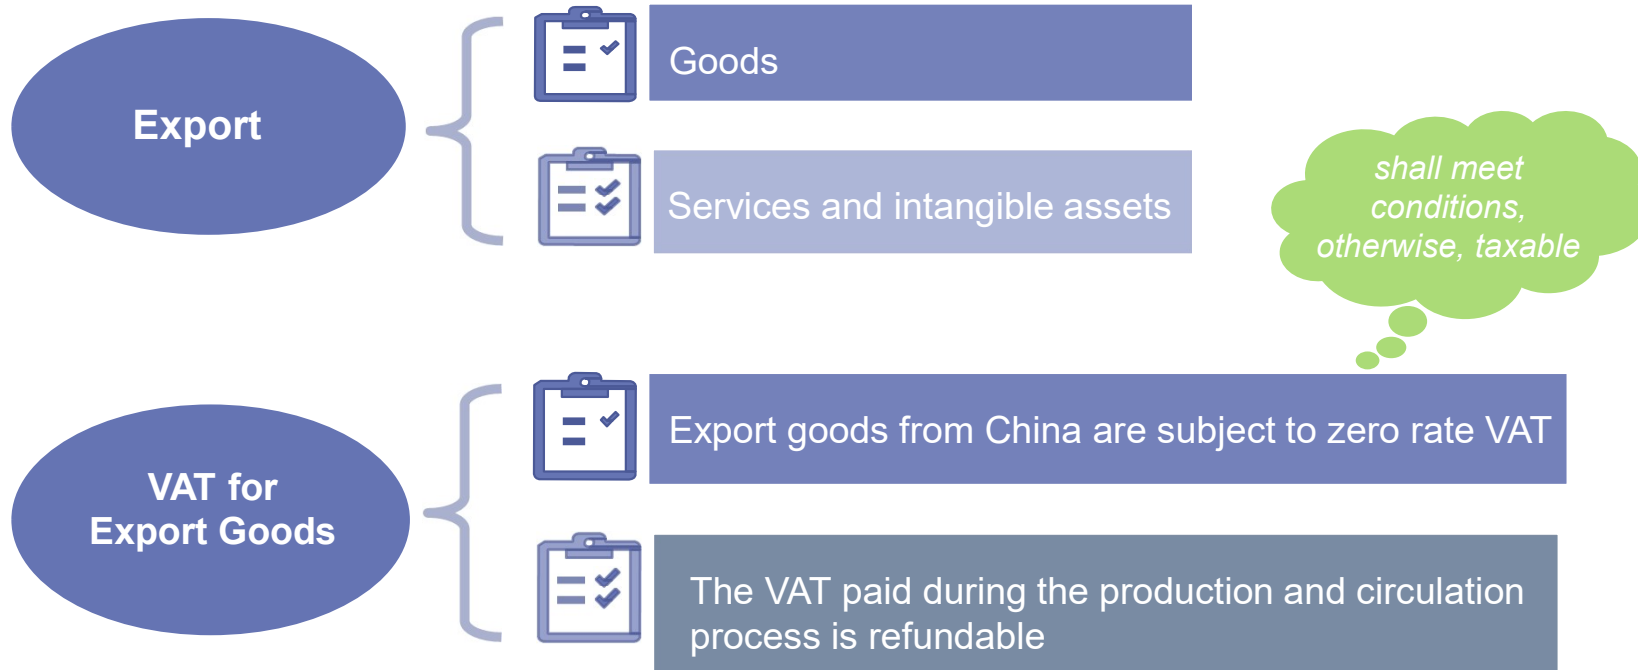 Export
Goods
Services and intangible assets
shall meet
conditions,
otherwise, taxable
VAT for
Export Goods
Export goods from China are subject to zero rate VAT
The VAT paid during the production and circulation
process is refundable